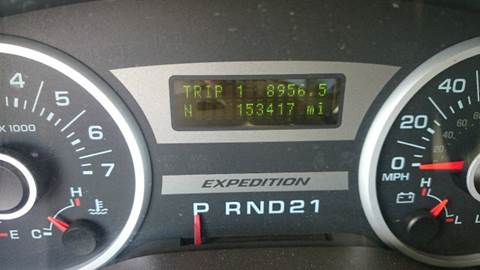 TRIP 1 8956.5
N 153417 mi
4
5
6
7
X 1000
40
20
0
MPH
EXPEDITION
P RND21
H
E
C
H
L
L